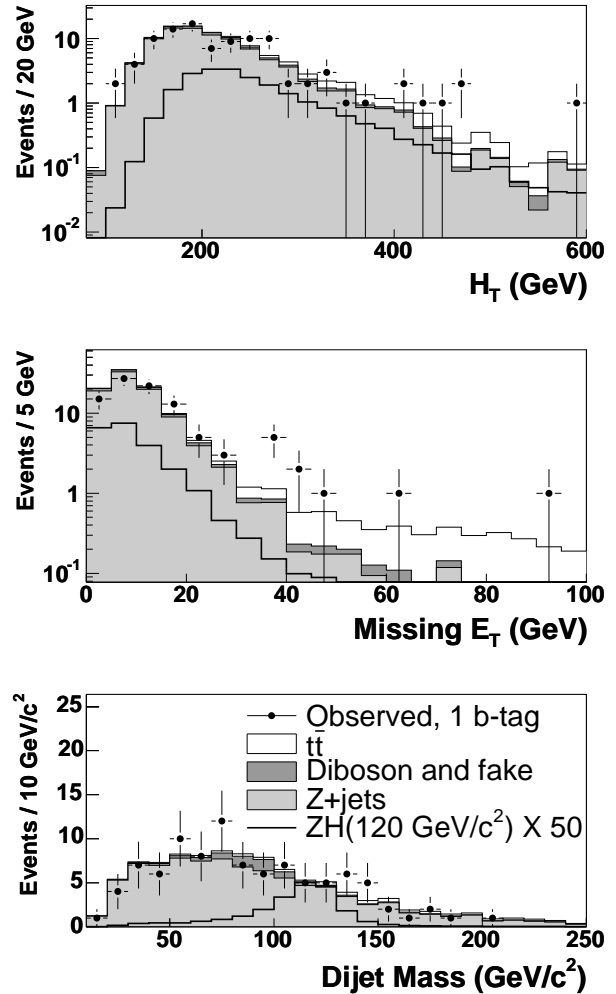 Events / 20 GeV
10
1
10^-1
10^-2
200
400
600
H_T (GeV)
Events / 5 GeV
10
1
10^-1
0
20
40
60
80
100
Missing E_T (GeV)
Events / 10 GeV/c^2
25
20
15
10
5
0
Observed, 1 b-tag
tt̄
Diboson and fake
Z+jets
ZH(120 GeV/c^2) X 50
50
100
150
200
250
Dijet Mass (GeV/c^2)